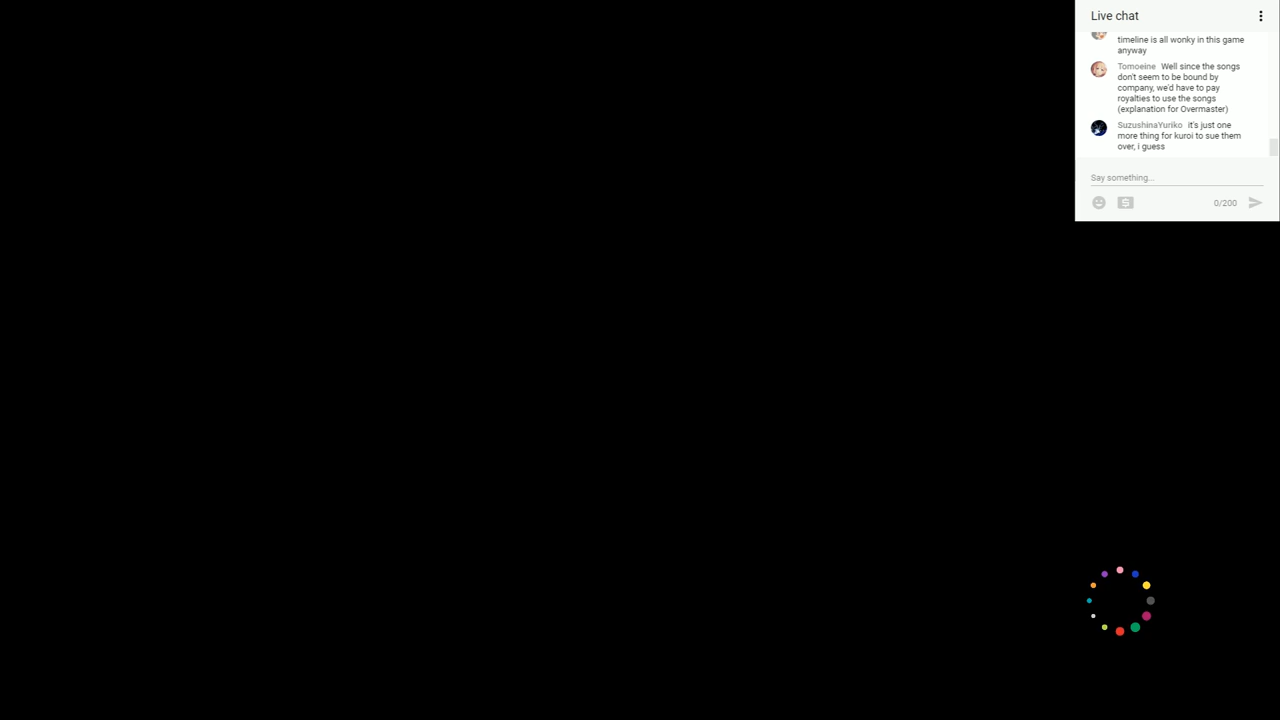 Live chat
timeline is all wonky in this game
anyway
Tomoeine Well since the songs
don't seem to be bound by
company, we'd have to pay
royalties to use the songs
(explanation for Overmaster)
SuzushinaYuriko it's just one
more thing for kuroi to sue them
over, i guess
Say something...
0/200